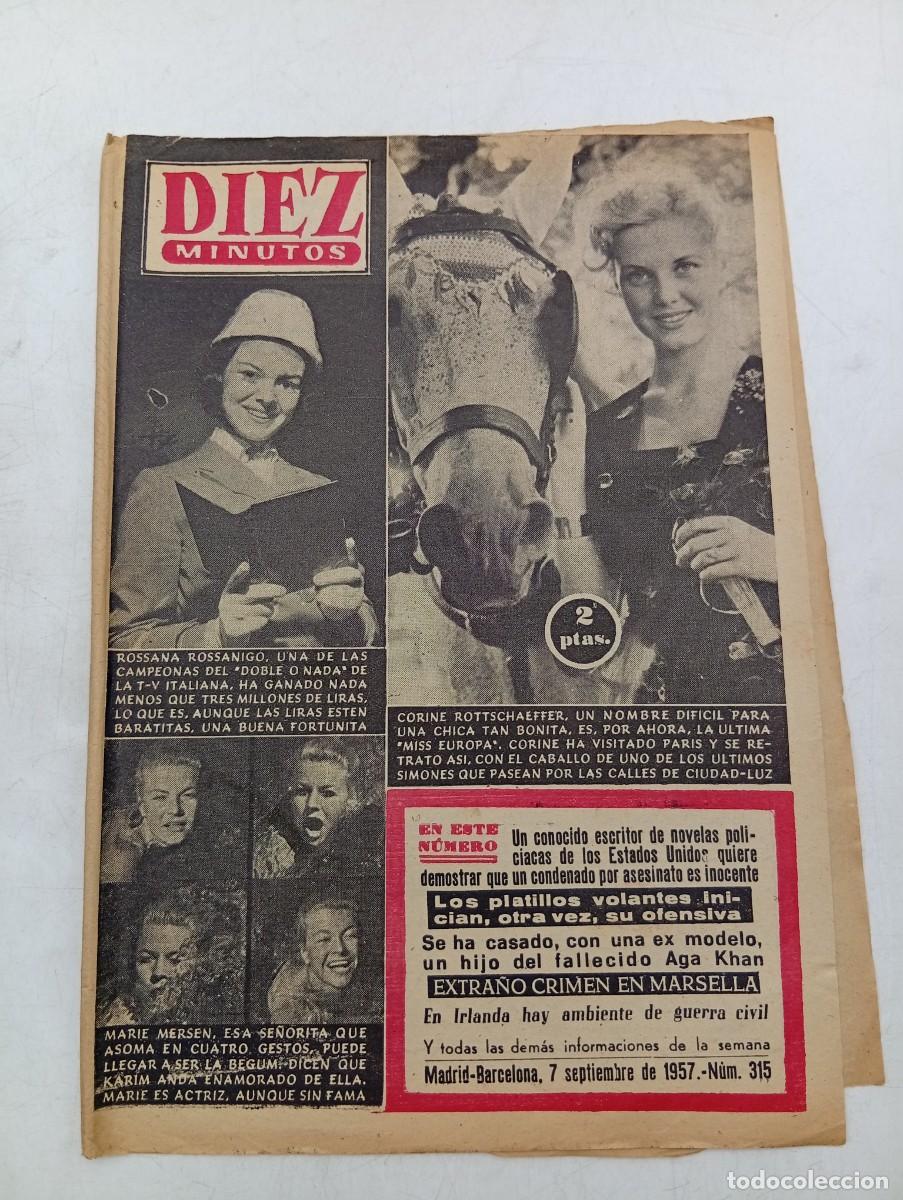 DIEZ
MINUTOS
ROSSANA ROSSANIGO, UNA DE LAS
CAMPEONAS DEL "DOBLE O NADA" DE
LA T-V ITALIANA, HA GANADO NADA
MENOS QUE TRES MILLONES DE LIRAS,
LO QUE ES, AUNQUE LAS LIRAS ESTEN
BARATITAS, UNA BUENA FORTUNITA
2
ptas.
CORINE ROTTSCHAEFFER, UN NOMBRE DIFICIL PARA
UNA CHICA TAN BONITA, ES, POR AHORA, LA ULTIMA
"MISS EUROPA". CORINE HA VISITADO PARIS Y SE RE-
TRATO ASI, CON EL CABALLO DE UNO DE LOS ULTIMOS
SIMONES QUE PASEAN POR LAS CALLES DE CIUDAD-LUZ
MARIE MERSEN, ESA SEÑORITA QUE
ASOMA EN CUATRO GESTOS, PUEDE
LLEGAR A SER LA BEGUM. DICEN QUE
KARIM ANDA ENAMORADO DE ELLA.
MARIE ES ACTRIZ, AUNQUE SIN FAMA
EN ESTE
NÚMERO
Un conocido escritor de novelas poli-
ciacas de los Estados Unidos quiere
demostrar que un condenado por asesinato es inocente
Los platillos volantes ini-
cian, otra vez, su ofensiva
Se ha casado, con una ex modelo,
un hijo del fallecido Aga Khan
EXTRAÑO CRIMEN EN MARSELLA
En Irlanda hay ambiente de guerra civil
Y todas las demás informaciones de la semana
Madrid-Barcelona, 7 septiembre de 1957.-Núm. 315
todocoleccion